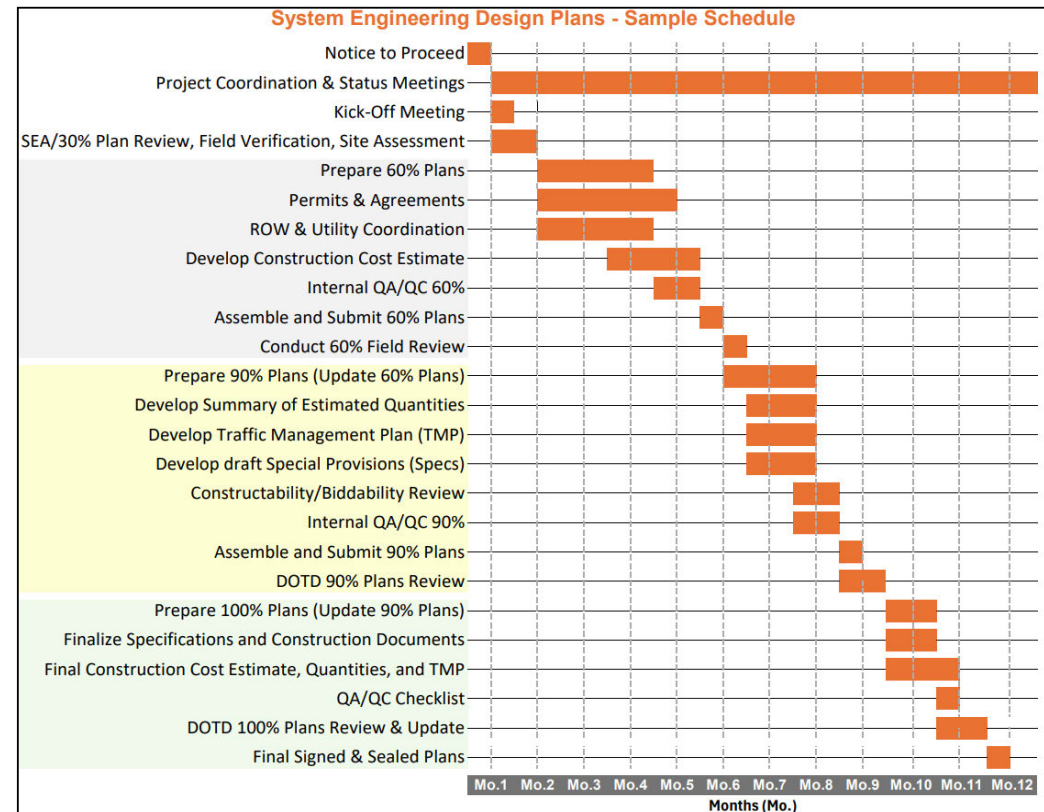 System Engineering Design Plans - Sample Schedule
Notice to Proceed
Project Coordination & Status Meetings
Kick-Off Meeting
SEA/30% Plan Review, Field Verification, Site Assessment
Prepare 60% Plans
Permits & Agreements
ROW & Utility Coordination
Develop Construction Cost Estimate
Internal QA/QC 60%
Assemble and Submit 60% Plans
Conduct 60% Field Review
Prepare 90% Plans (Update 60% Plans)
Develop Summary of Estimated Quantities
Develop Traffic Management Plan (TMP)
Develop draft Special Provisions (Specs)
Constructability/Biddability Review
Internal QA/QC 90%
Assemble and Submit 90% Plans
DOTD 90% Plans Review
Prepare 100% Plans (Update 90% Plans)
Finalize Specifications and Construction Documents
Final Construction Cost Estimate, Quantities, and TMP
QA/QC Checklist
DOTD 100% Plans Review & Update
Final Signed & Sealed Plans
Mo.1 Mo.2 Mo.3 Mo.4 Mo.5 Mo.6 Mo.7 Mo.8 Mo.9 Mo.10 Mo.11 Mo.12
Months (Mo.)